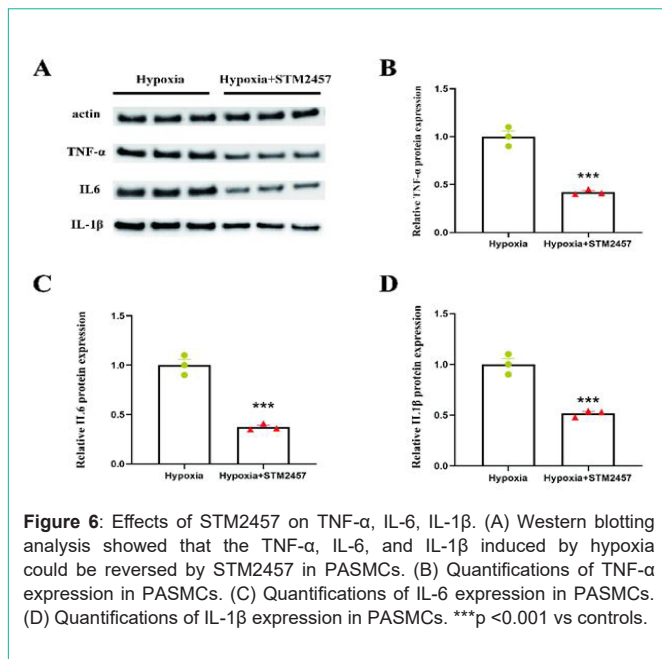 A
Hypoxia
Hypoxia+STM2457
actin
TNF-α
IL6
IL-1β
B
Relative TNF-α protein expression
1.5
1.0
0.5
0.0
***
Hypoxia
Hypoxia+STM2457
C
Relative IL6 protein expression
1.5
1.0
0.5
0.0
***
Hypoxia
Hypoxia+STM2457
D
Relative IL1β protein expression
1.5
1.0
0.5
0.0
***
Hypoxia
Hypoxia+STM2457
Figure 6: Effects of STM2457 on TNF-α, IL-6, IL-1β. (A) Western blotting
analysis showed that the TNF-α, IL-6, and IL-1β induced by hypoxia
could be reversed by STM2457 in PASMCs. (B) Quantifications of TNF-α
expression in PASMCs. (C) Quantifications of IL-6 expression in PASMCs.
(D) Quantifications of IL-1β expression in PASMCs. ***p <0.001 vs controls.